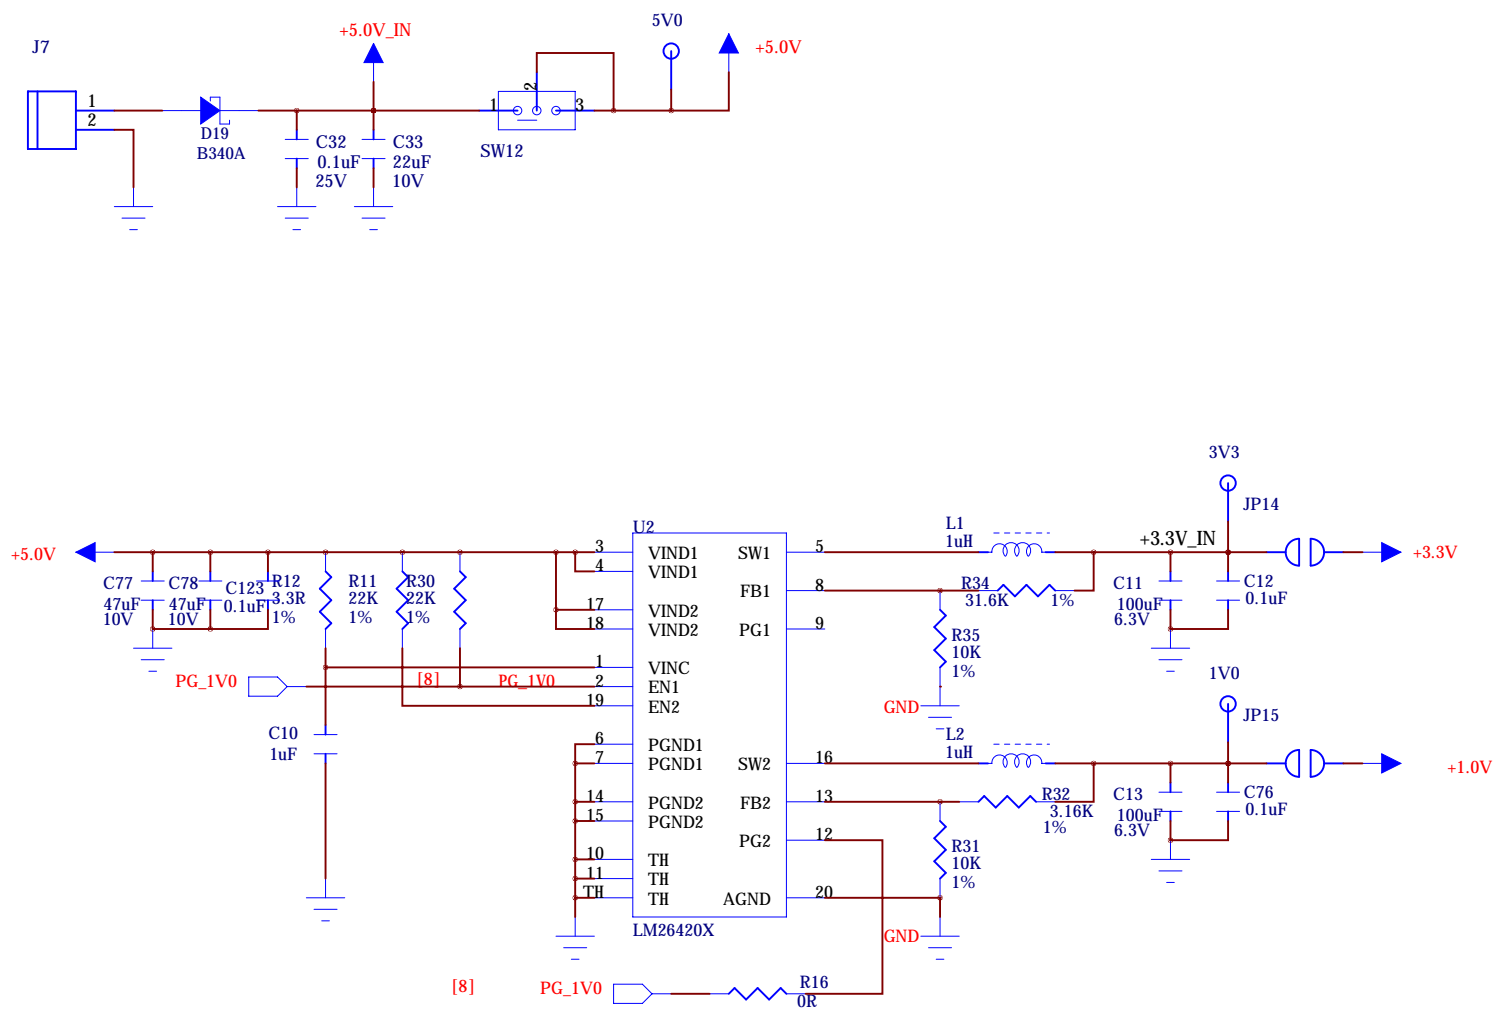 J7
+5.0V_IN
5V0
+5.0V
1
2
1
2
3
D19
B340A
C32
0.1uF
25V
C33
22uF
10V
SW12
3V3
JP14
+5.0V
+3.3V_IN
+3.3V
U2
L1
1uH
C77
47uF
10V
C78
47uF
10V
C123
0.1uF
R12
3.3R
1%
R11
22K
1%
R30
22K
1%
3 VIND1 SW1 5
4 VIND1
FB1 8
17 VIND2
18 VIND2 PG1 9
1 VINC
2 EN1
19 EN2
6 PGND1
7 PGND1 SW2 16
14 PGND2 FB2 13
15 PGND2
PG2 12
10 TH
11 TH
TH TH AGND 20
LM26420X
R34
31.6K
1%
R35
10K
1%
GND
C11
100uF
6.3V
C12
0.1uF
PG_1V0
[8]
PG_1V0
C10
1uF
1V0
JP15
L2
1uH
+1.0V
R32
3.16K
1%
C13
100uF
6.3V
C76
0.1uF
R31
10K
1%
GND
[8]
PG_1V0
R16
0R